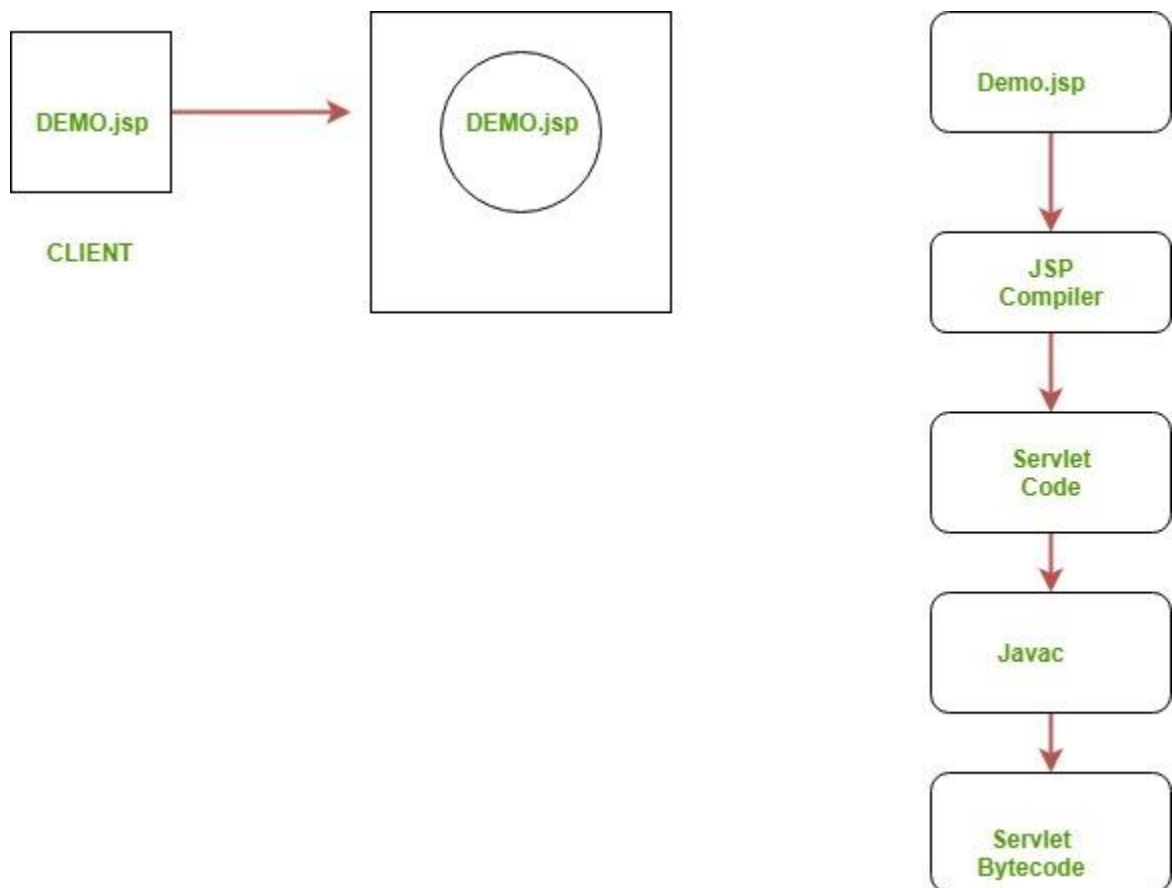 DEMO.jsp
CLIENT
DEMO.jsp
Demo.jsp
JSP
Compiler
Servlet
Code
Javac
Servlet
Bytecode